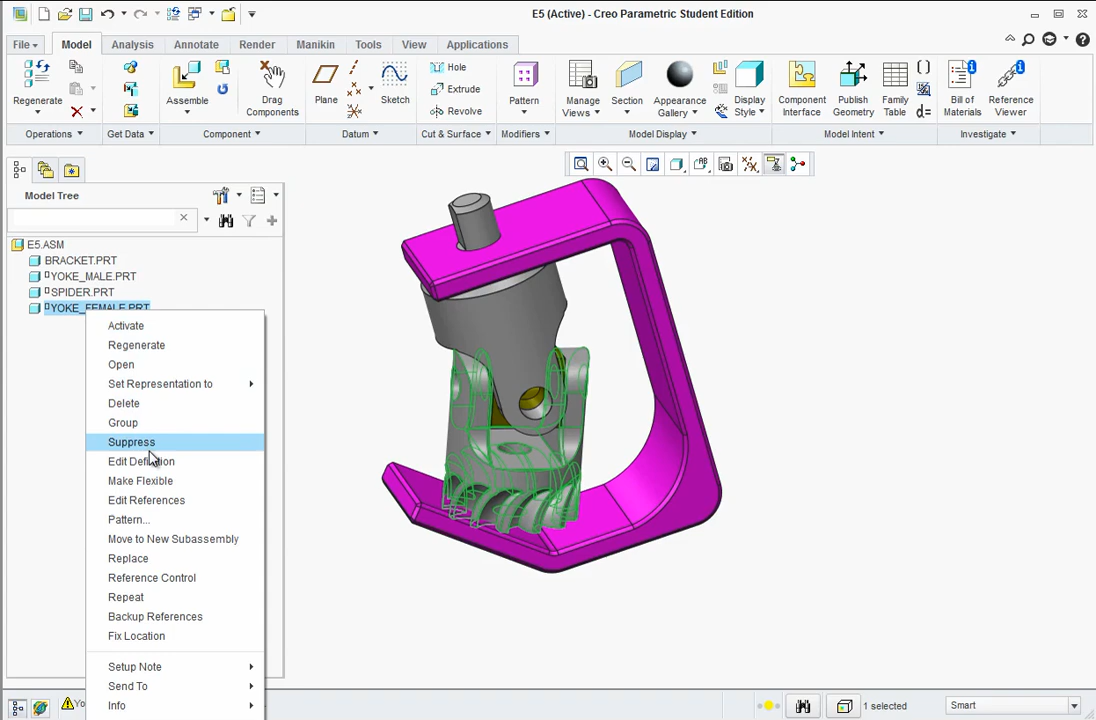 E5 (Active) - Creo Parametric Student Edition
File Model Analysis Annotate Render Manikin Tools View Applications
Regenerate
Assemble
Drag
Components
Plane
Sketch
Hole
Extrude
Revolve
Pattern
Manage
Views
Section
Appearance
Gallery
Display
Style
Component
Interface
Publish
Geometry
Family
Table
d=
Bill of
Materials
Reference
Viewer
Operations Get Data Component Datum Cut & Surface Modifiers Model Display Model Intent Investigate
Model Tree
E5.ASM
BRACKET.PRT
YOKE_MALE.PRT
SPIDER.PRT
YOKE_FEMALE.PRT
Activate
Regenerate
Open
Set Representation to
Delete
Group
Suppress
Edit Definition
Make Flexible
Edit References
Pattern...
Move to New Subassembly
Replace
Reference Control
Repeat
Backup References
Fix Location
Setup Note
Send To
Info
1 selected
Smart